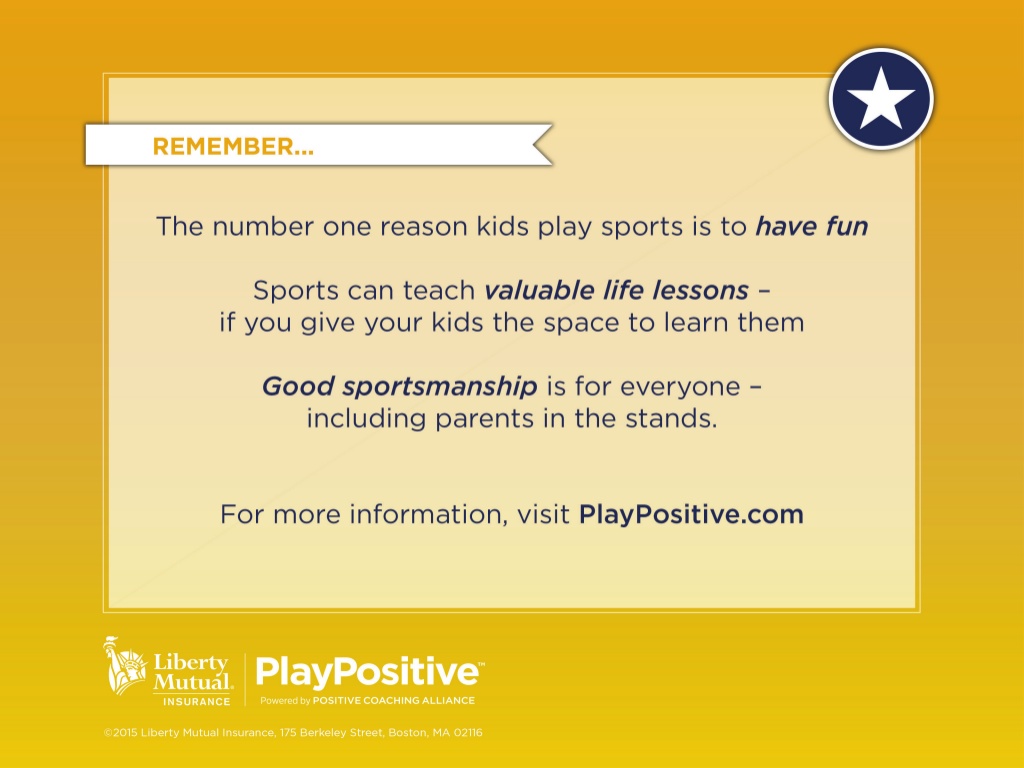 REMEMBER...
The number one reason kids play sports is to have fun
Sports can teach valuable life lessons –
if you give your kids the space to learn them
Good sportsmanship is for everyone –
including parents in the stands.
For more information, visit PlayPositive.com
Liberty
Mutual®
INSURANCE
PlayPositive™
Powered by POSITIVE COACHING ALLIANCE
©2015 Liberty Mutual Insurance, 175 Berkeley Street, Boston, MA 02116